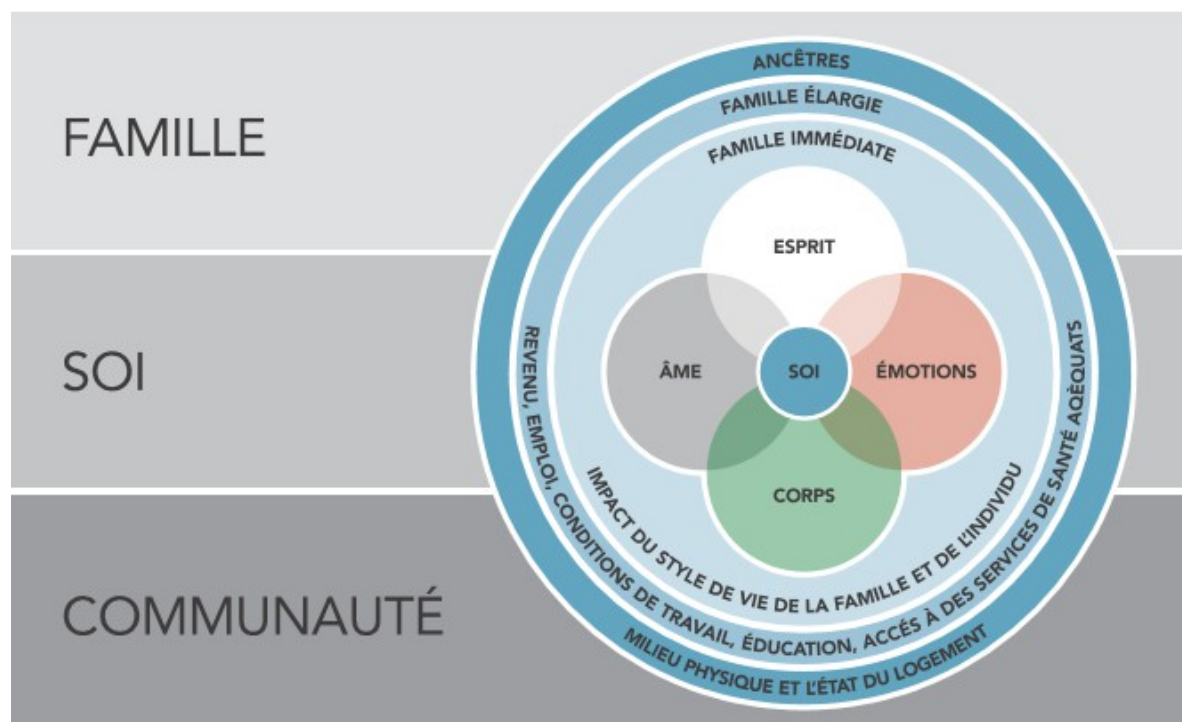 FAMILLE
SOI
COMMUNAUTÉ
ANCÊTRES
FAMILLE ÉLARGIE
FAMILLE IMMÉDIATE
ESPRIT
ÂME
SOI
ÉMOTIONS
CORPS
IMPACT DU STYLE DE VIE DE LA FAMILLE ET DE L'INDIVIDU
REVENU, EMPLOI, CONDITIONS DE TRAVAIL, ÉDUCATION, ACCÉS À DES SERVICES DE SANTÉ AQÈQUATS
MILIEU PHYSIQUE ET L'ÉTAT DU LOGEMENT